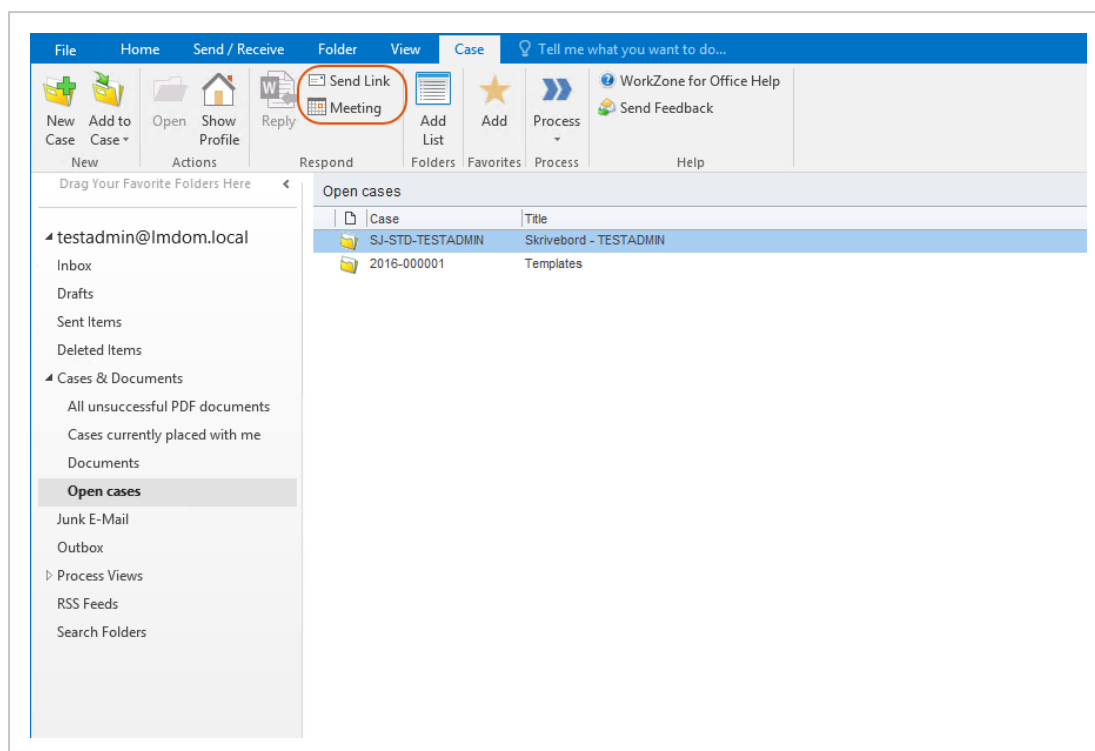 File Home Send / Receive Folder View Case Tell me what you want to do...
New Case
Add to Case
Open
Show Profile
Reply
Send Link
Meeting
Add List
Add
Process
WorkZone for Office Help
Send Feedback
New Actions Respond Folders Favorites Process Help
Drag Your Favorite Folders Here
testadmin@lmdom.local
Inbox
Drafts
Sent Items
Deleted Items
Cases & Documents
All unsuccessful PDF documents
Cases currently placed with me
Documents
Open cases
Junk E-Mail
Outbox
Process Views
RSS Feeds
Search Folders
Open cases
Case Title
SJ-STD-TESTADMIN Skrivebord - TESTADMIN
2016-000001 Templates